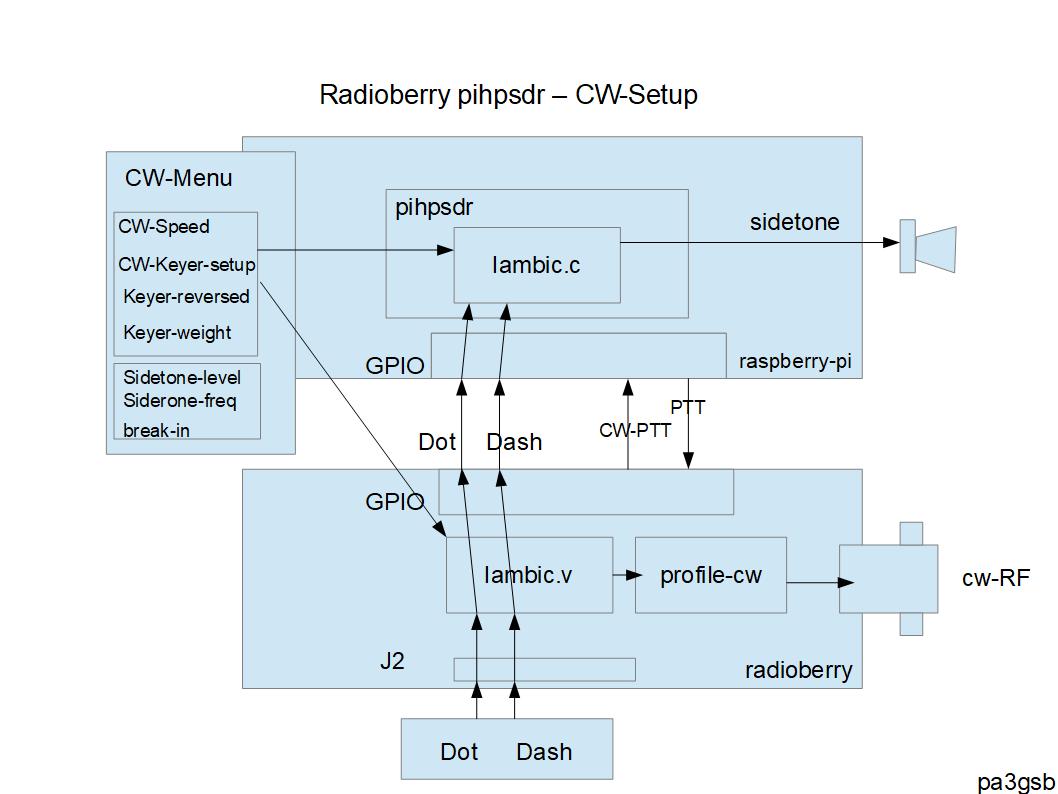 Radioberry pihpsdr – CW-Setup
CW-Menu
CW-Speed
CW-Keyer-setup
Keyer-reversed
Keyer-weight
Sidetone-level
Siderone-freq
break-in
pihpsdr
Iambic.c
sidetone
GPIO
raspberry-pi
Dot
Dash
CW-PTT
PTT
GPIO
Iambic.v
profile-cw
cw-RF
J2
radioberry
Dot
Dash
pa3gsb